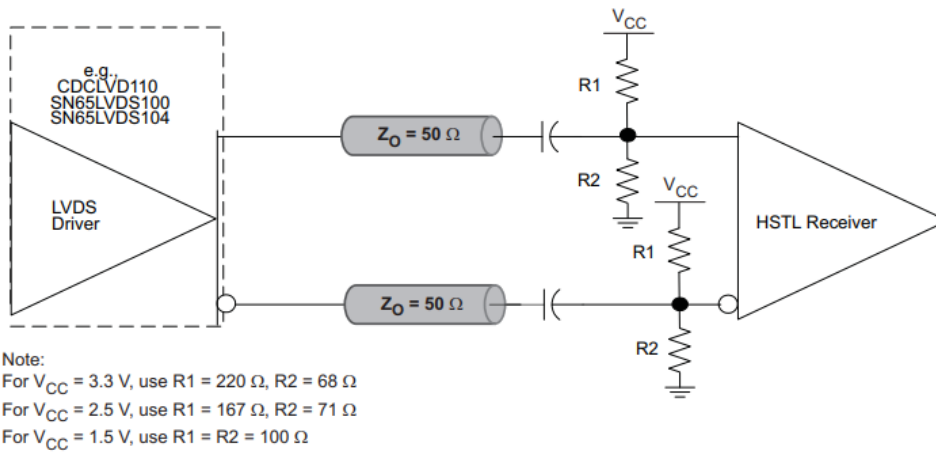 e.g.,
CDCLVD110
SN65LVDS100
SN65LVDS104
LVDS
Driver
Z_O = 50 Ω
V_CC
R1
R2
V_CC
R1
R2
Z_O = 50 Ω
HSTL Receiver
Note:
For V_CC = 3.3 V, use R1 = 220 Ω, R2 = 68 Ω
For V_CC = 2.5 V, use R1 = 167 Ω, R2 = 71 Ω
For V_CC = 1.5 V, use R1 = R2 = 100 Ω